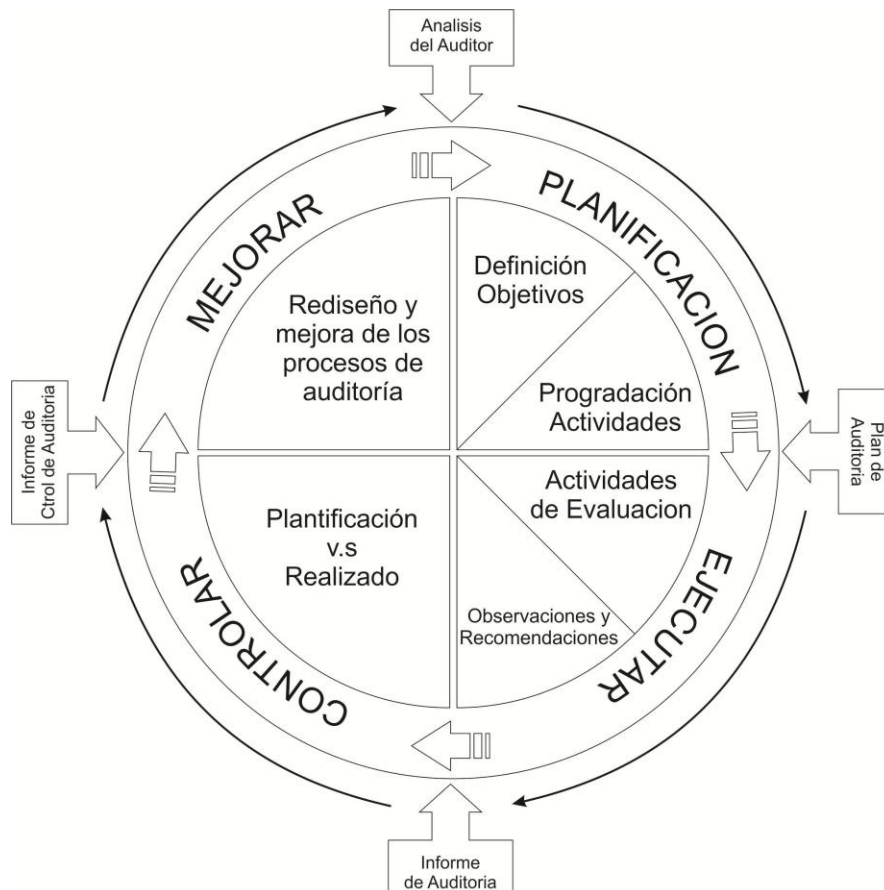 Analisis
del Auditor
PLANIFICACION
Definición
Objetivos
Progradación
Actividades
Plan de
Auditoria
EJECUTAR
Actividades
de Evaluacion
Observaciones y
Recomendaciones
Informe
de Auditoria
CONTROLAR
Plantificación
v.s
Realizado
Informe de
Ctrol de Auditoria
MEJORAR
Rediseño y
mejora de los
procesos de
auditoría